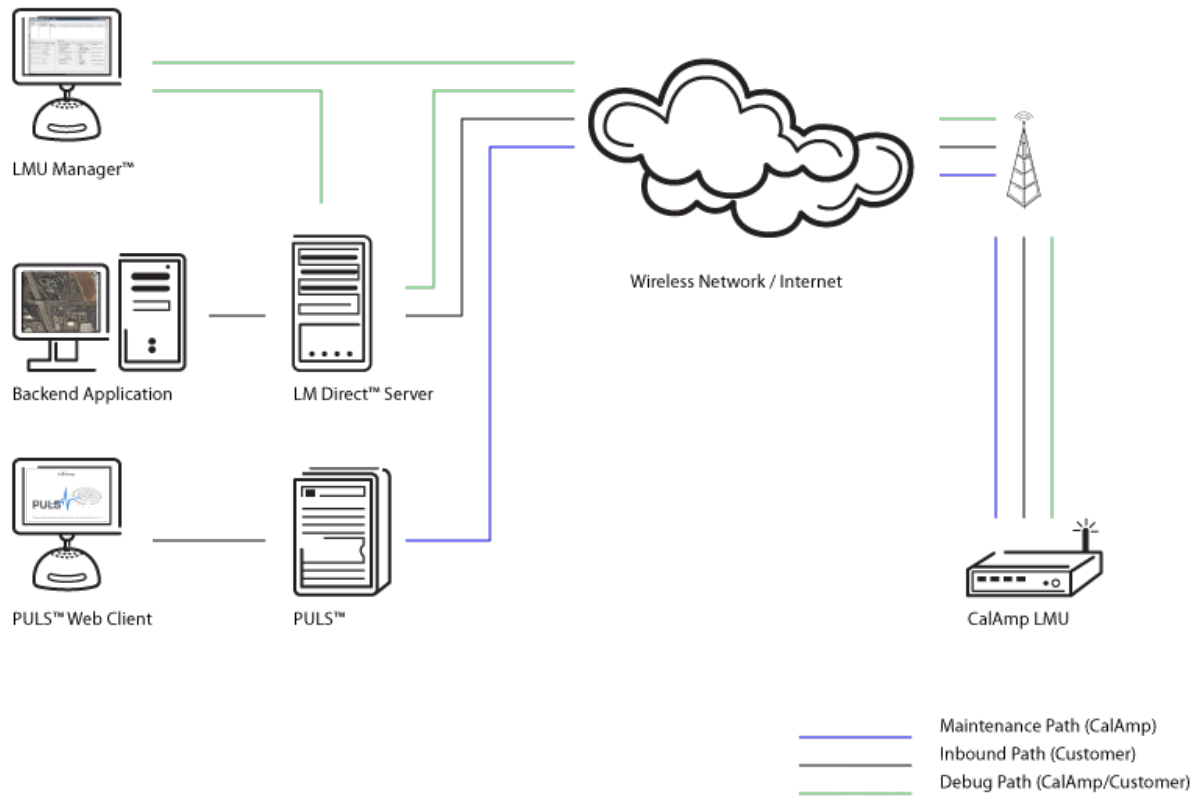 LMU Manager™
Wireless Network / Internet
Backend Application
LM Direct™ Server
PULS
PULS™ Web Client
PULS™
CalAmp LMU
Maintenance Path (CalAmp)
Inbound Path (Customer)
Debug Path (CalAmp/Customer)